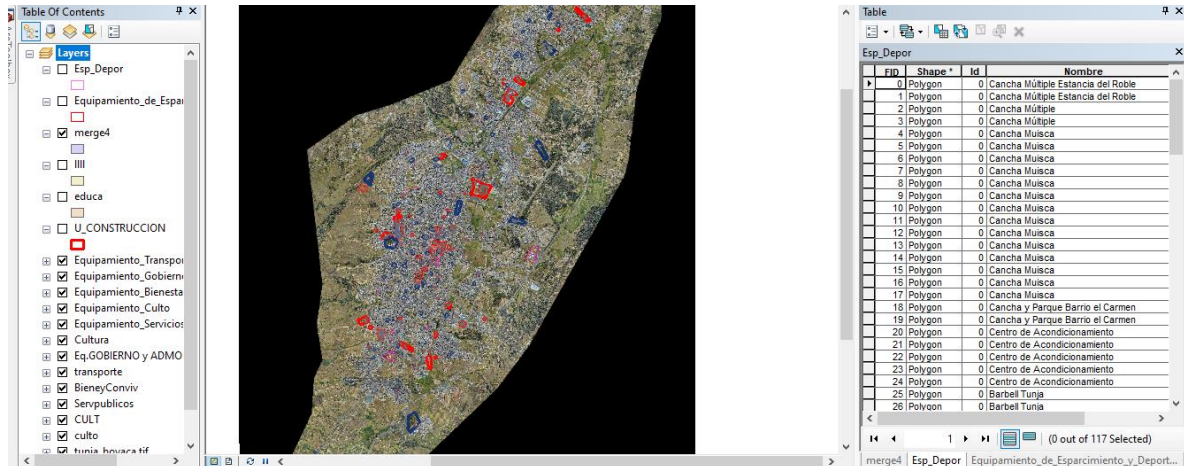 Table Of Contents
Layers
Esp_Depor
Equipamiento_de_Espar
merge4
IIII
educa
U_CONSTRUCCION
Equipamiento_Transpo
Equipamiento_Gobiern
Equipamiento_Bienesta
Equipamiento_Culto
Equipamiento_Servicios
Cultura
Eq.GOBIERNO y ADMO
transporte
BieneyConviv
Servpublicos
CULT
culto
tunja_boyaca.tif
Table
Esp_Depor
FID Shape * Id Nombre
0 Polygon 0 Cancha Múltiple Estancia del Roble
1 Polygon 0 Cancha Múltiple Estancia del Roble
2 Polygon 0 Cancha Múltiple
3 Polygon 0 Cancha Múltiple
4 Polygon 0 Cancha Muisca
5 Polygon 0 Cancha Muisca
6 Polygon 0 Cancha Muisca
7 Polygon 0 Cancha Muisca
8 Polygon 0 Cancha Muisca
9 Polygon 0 Cancha Muisca
10 Polygon 0 Cancha Muisca
11 Polygon 0 Cancha Muisca
12 Polygon 0 Cancha Muisca
13 Polygon 0 Cancha Muisca
14 Polygon 0 Cancha Muisca
15 Polygon 0 Cancha Muisca
16 Polygon 0 Cancha Muisca
17 Polygon 0 Cancha Muisca
18 Polygon 0 Cancha y Parque Barrio el Carmen
19 Polygon 0 Cancha y Parque Barrio el Carmen
20 Polygon 0 Centro de Acondicionamiento
21 Polygon 0 Centro de Acondicionamiento
22 Polygon 0 Centro de Acondicionamiento
23 Polygon 0 Centro de Acondicionamiento
24 Polygon 0 Centro de Acondicionamiento
25 Polygon 0 Barbell Tunja
26 Polygon 0 Barbell Tunja
1 (0 out of 117 Selected)
merge4 Esp_Depor Equipamiento_de_Esparcimiento_y_Deport...